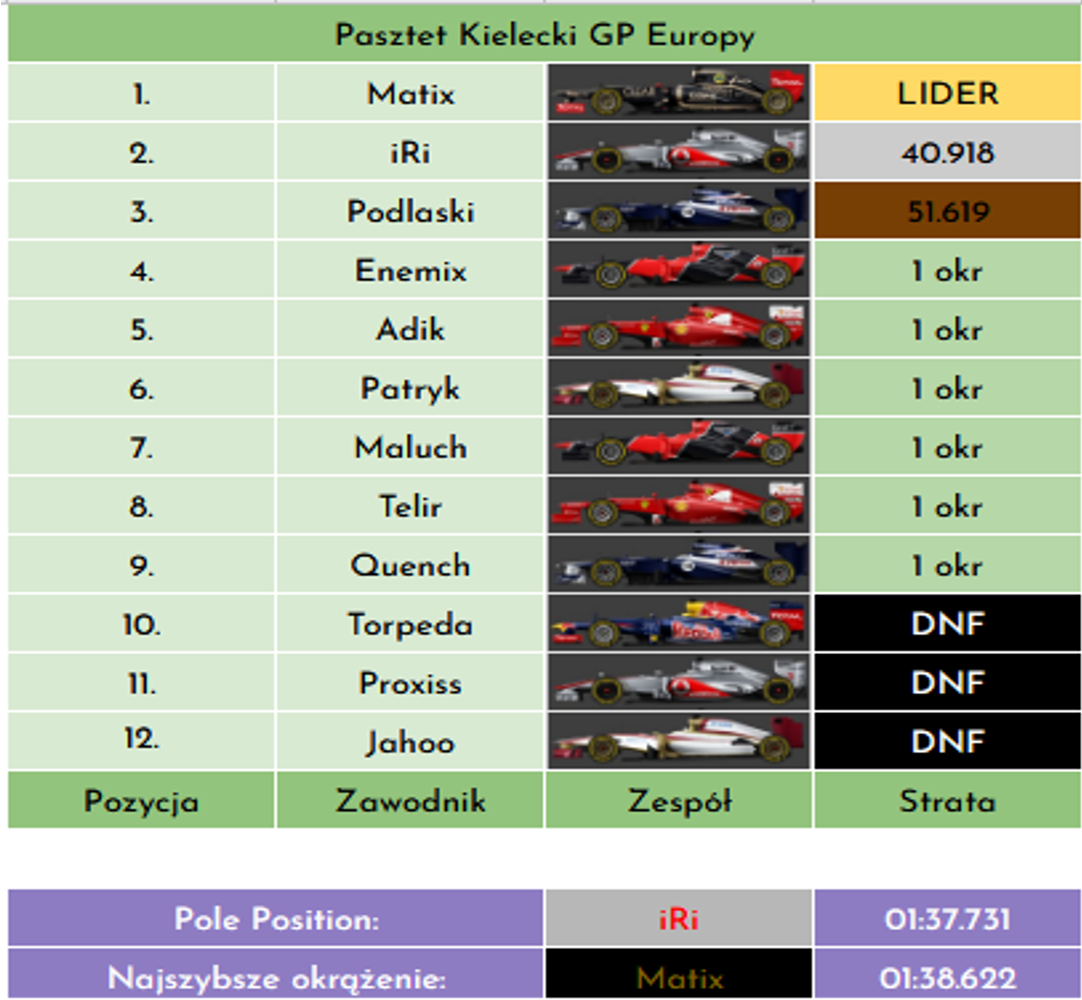 Pasztet Kielecki GP Europy
1. Matix LIDER
2. iRi 40.918
3. Podlaski 51.619
4. Enemix 1 okr
5. Adik 1 okr
6. Patryk 1 okr
7. Maluch 1 okr
8. Telir 1 okr
9. Quench 1 okr
10. Torpeda DNF
11. Proxiss DNF
12. Jahoo DNF
Pozycja Zawodnik Zespół Strata
Pole Position: iRi 01:37.731
Najszybsze okrążenie: Matix 01:38.622